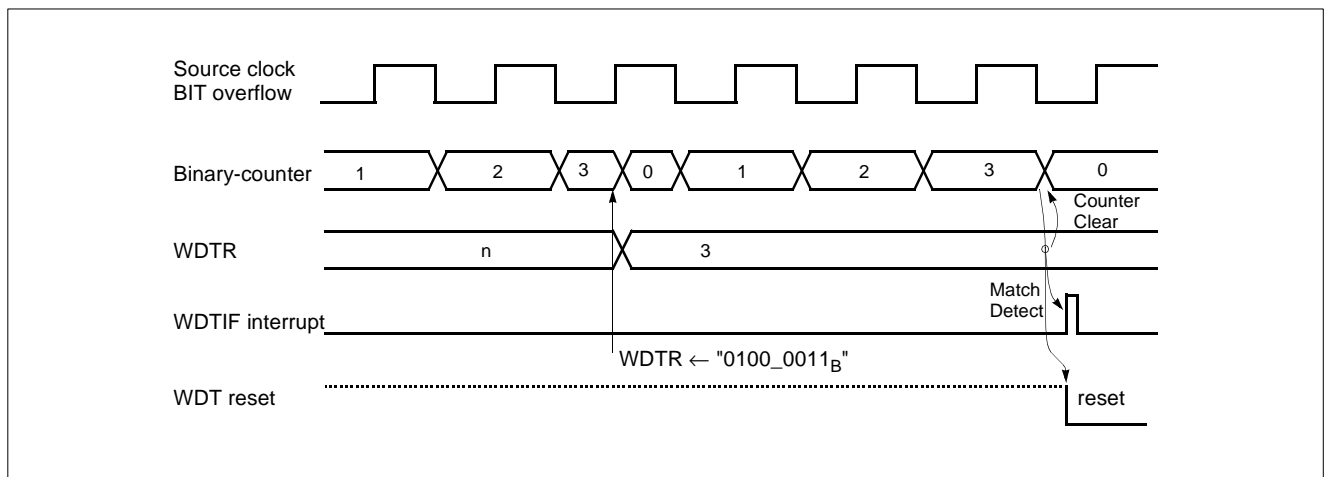 Source clock
BIT overflow
Binary-counter
1
2
3
0
1
2
3
0
Counter
Clear
WDTR
n
3
Match
Detect
WDTIF interrupt
WDTR ← "0100_0011B"
WDT reset
reset